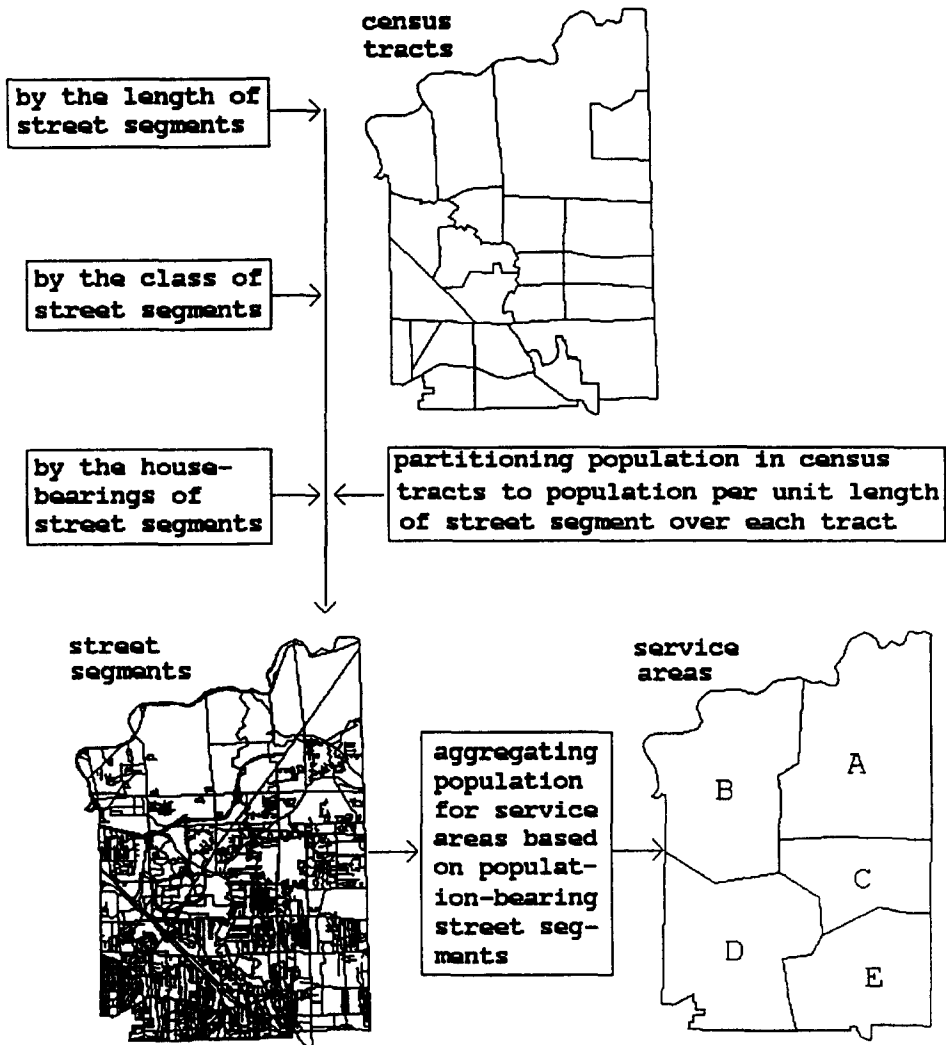 census
tracts
by the length of
street segments
by the class of
street segments
by the house-
bearings of
street segments
partitioning population in census
tracts to population per unit length
of street segment over each tract
street
segments
service
areas
aggregating
population
for service
areas based
on populat-
ion-bearing
street seg-
ments
A
B
C
D
E